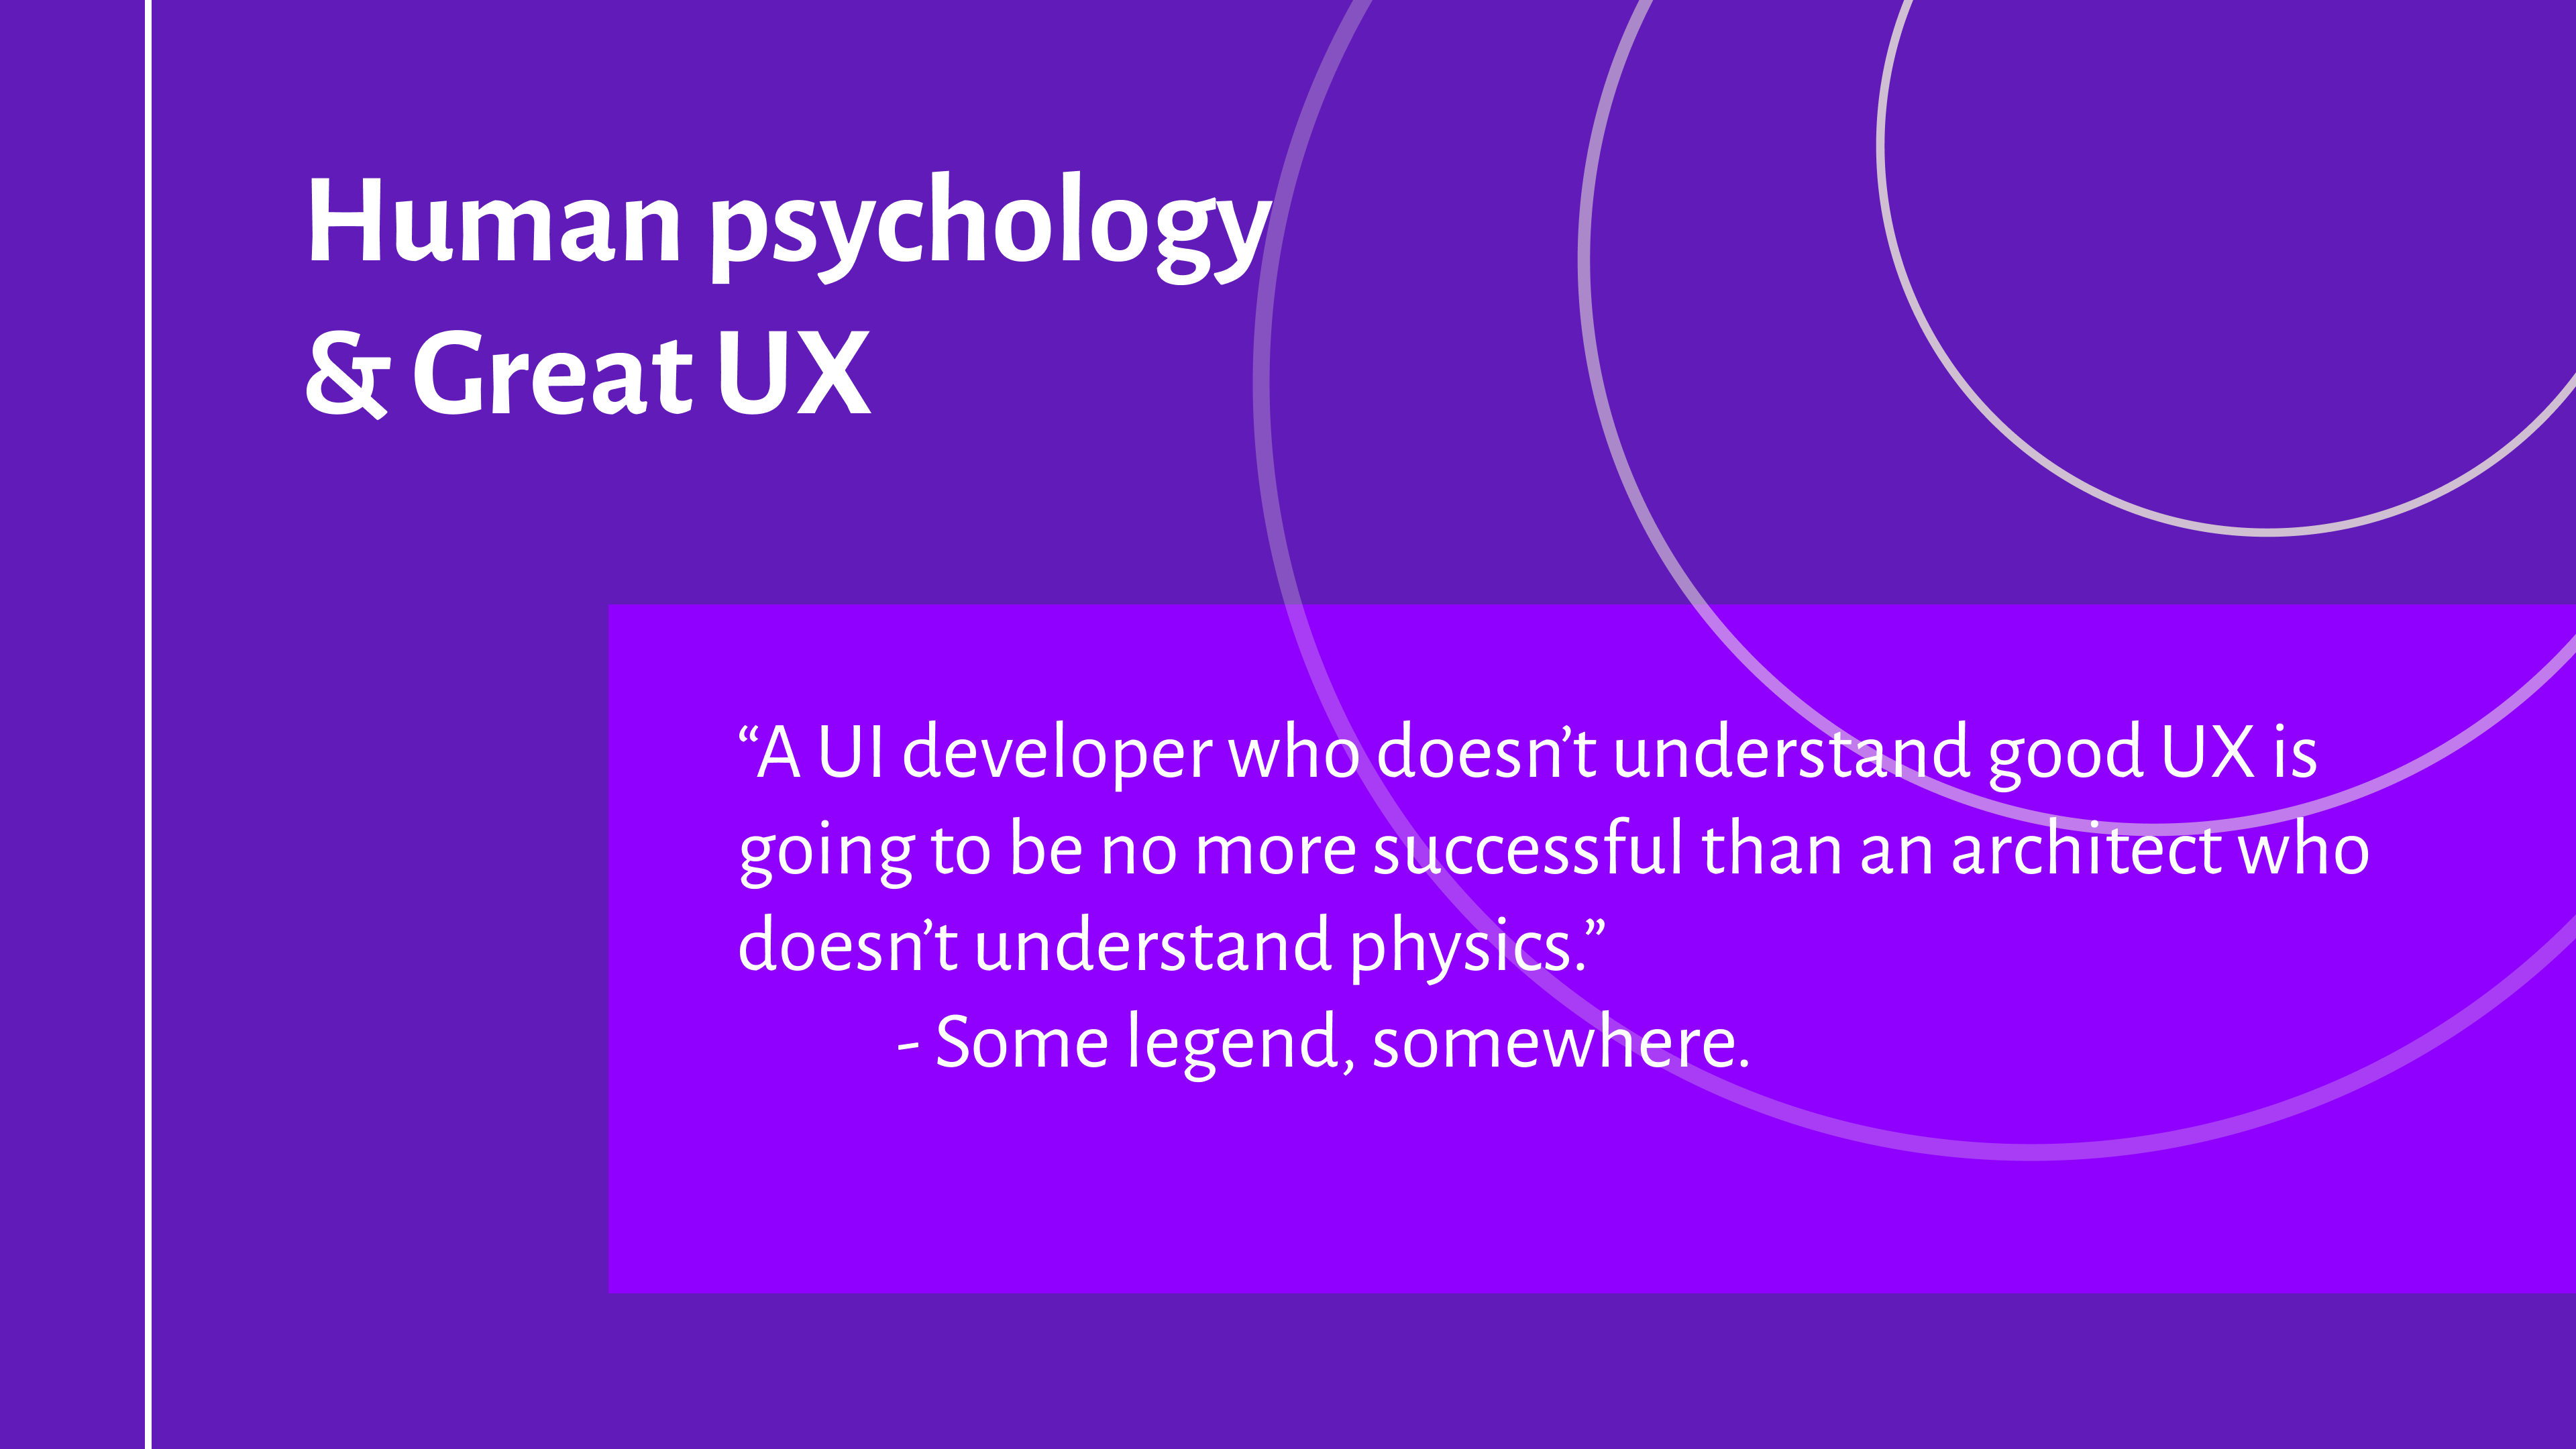 Human psychology
& Great UX
“A UI developer who doesn’t understand good UX is
going to be no more successful than an architect who
doesn’t understand physics.”
- Some legend, somewhere.